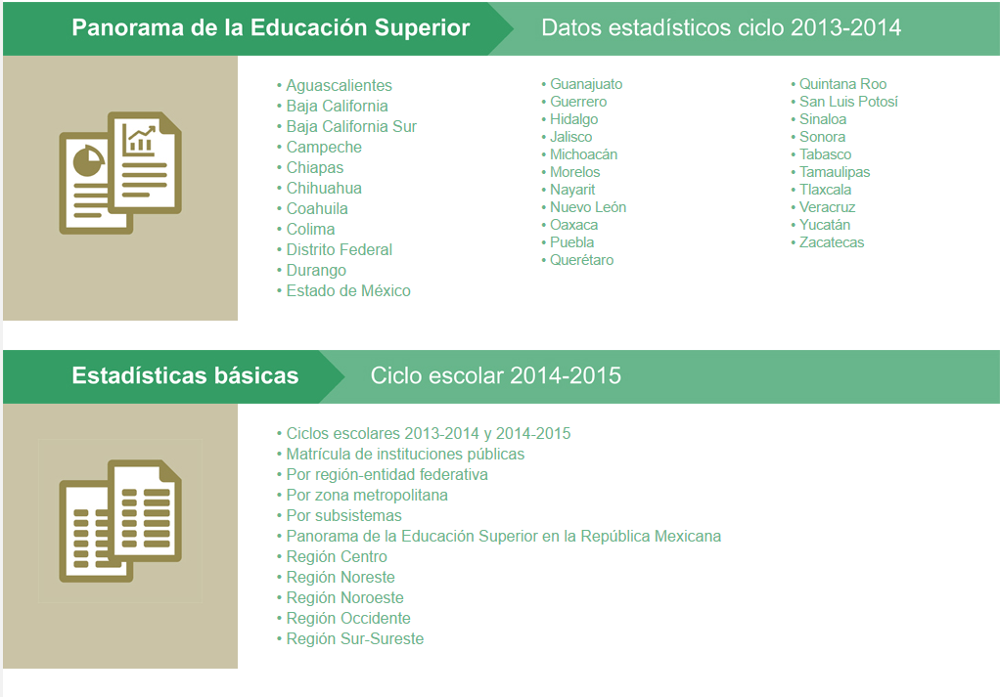 Panorama de la Educación Superior
Datos estadísticos ciclo 2013-2014
• Aguascalientes
• Baja California
• Baja California Sur
• Campeche
• Chiapas
• Chihuahua
• Coahuila
• Colima
• Distrito Federal
• Durango
• Estado de México
• Guanajuato
• Guerrero
• Hidalgo
• Jalisco
• Michoacán
• Morelos
• Nayarit
• Nuevo León
• Oaxaca
• Puebla
• Querétaro
• Quintana Roo
• San Luis Potosí
• Sinaloa
• Sonora
• Tabasco
• Tamaulipas
• Tlaxcala
• Veracruz
• Yucatán
• Zacatecas
Estadísticas básicas
Ciclo escolar 2014-2015
• Ciclos escolares 2013-2014 y 2014-2015
• Matrícula de instituciones públicas
• Por región-entidad federativa
• Por zona metropolitana
• Por subsistemas
• Panorama de la Educación Superior en la República Mexicana
• Región Centro
• Región Noreste
• Región Noroeste
• Región Occidente
• Región Sur-Sureste